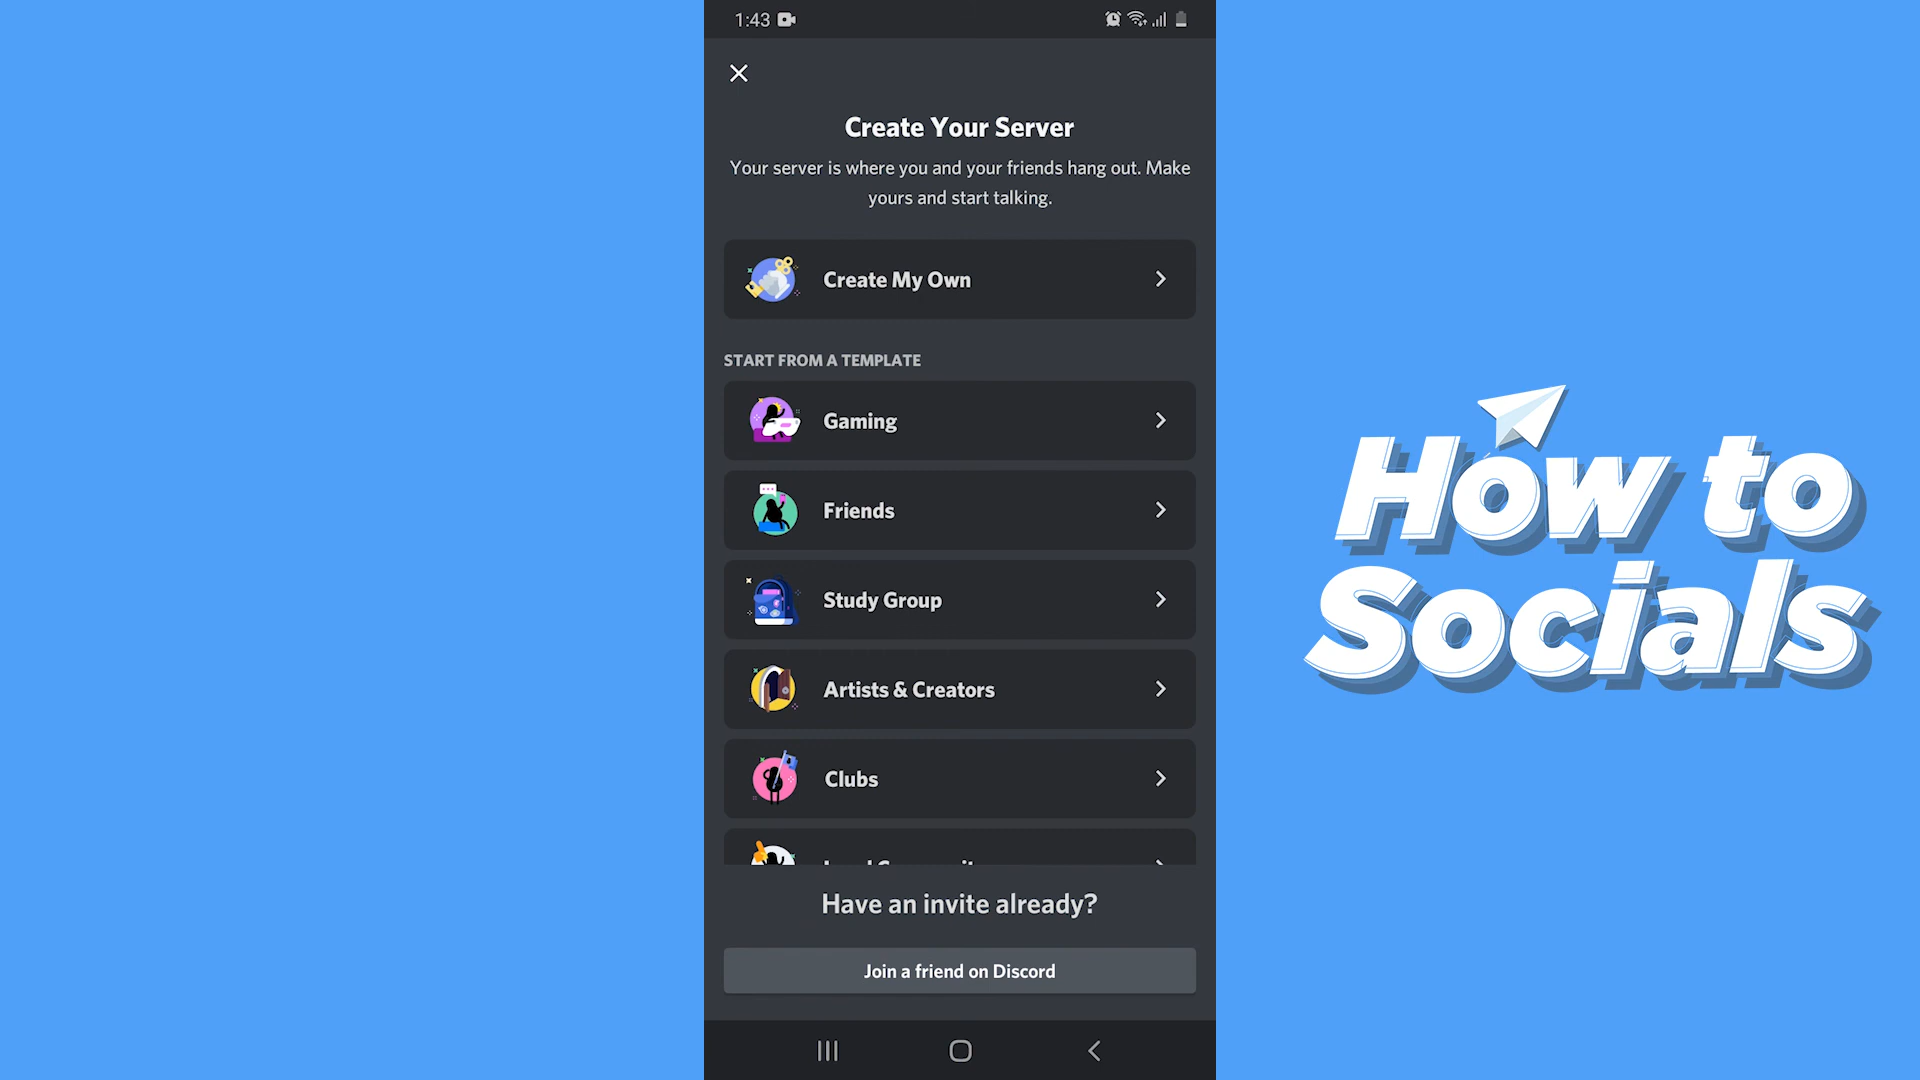 1:43
Create Your Server
Your server is where you and your friends hang out. Make
yours and start talking.
Create My Own
START FROM A TEMPLATE
Gaming
Friends
Study Group
Artists & Creators
Clubs
Have an invite already?
Join a friend on Discord
How to
Socials